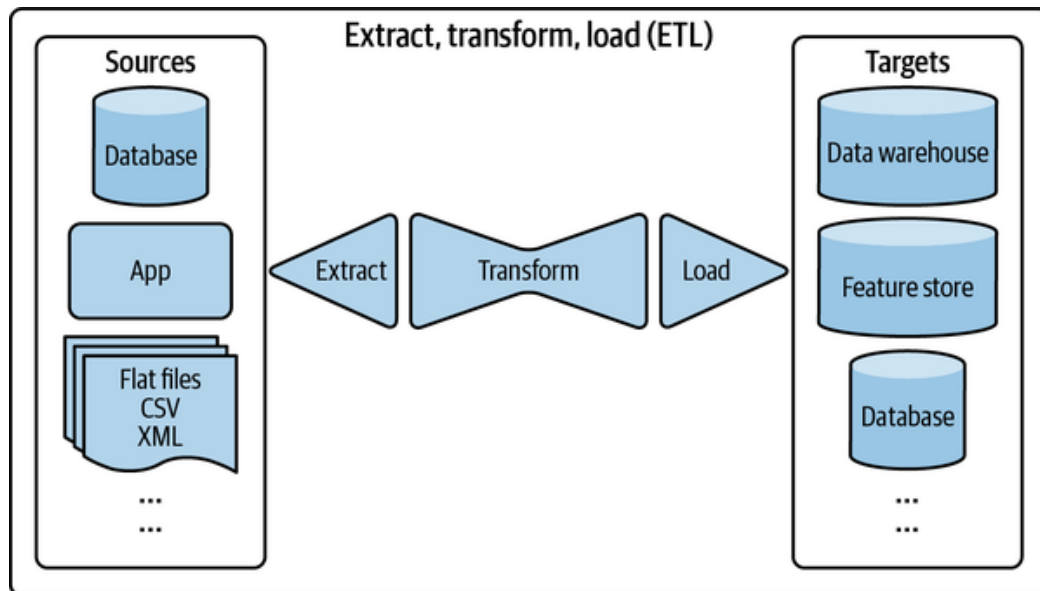 Extract, transform, load (ETL)
Sources
Database
App
Flat files
CSV
XML
...
...
Extract
Transform
Load
Targets
Data warehouse
Feature store
Database
...
...